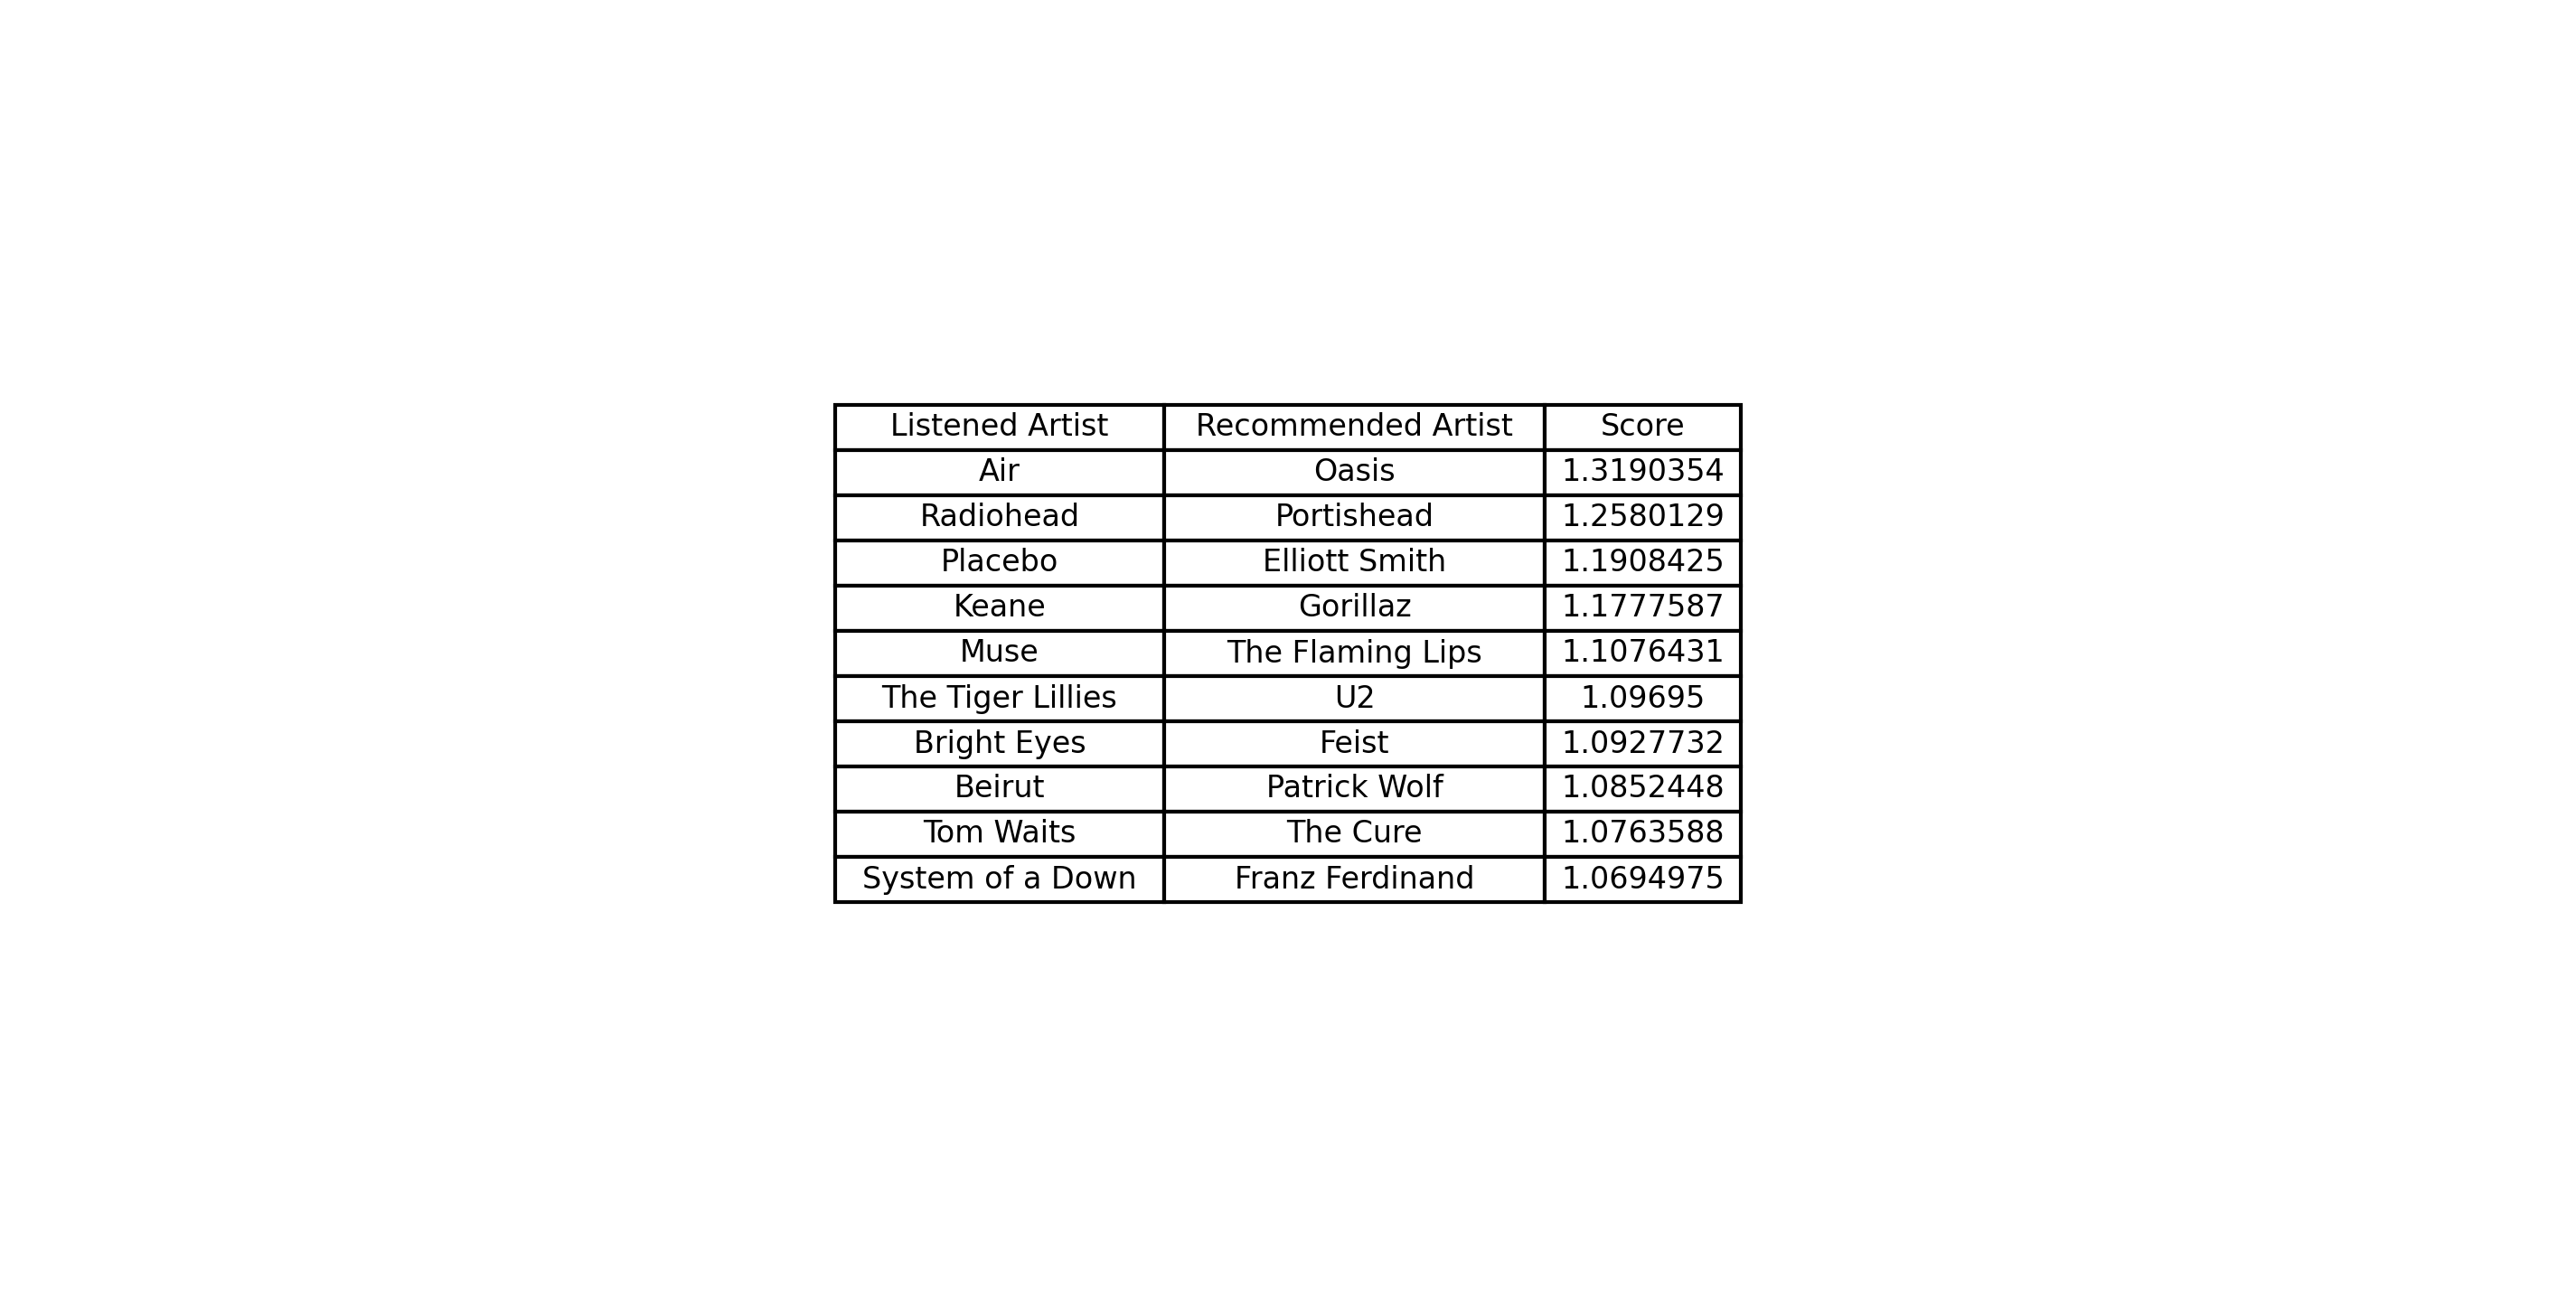 Listened Artist Recommended Artist Score
Air Oasis 1.3190354
Radiohead Portishead 1.2580129
Placebo Elliott Smith 1.1908425
Keane Gorillaz 1.1777587
Muse The Flaming Lips 1.1076431
The Tiger Lillies U2 1.09695
Bright Eyes Feist 1.0927732
Beirut Patrick Wolf 1.0852448
Tom Waits The Cure 1.0763588
System of a Down Franz Ferdinand 1.0694975